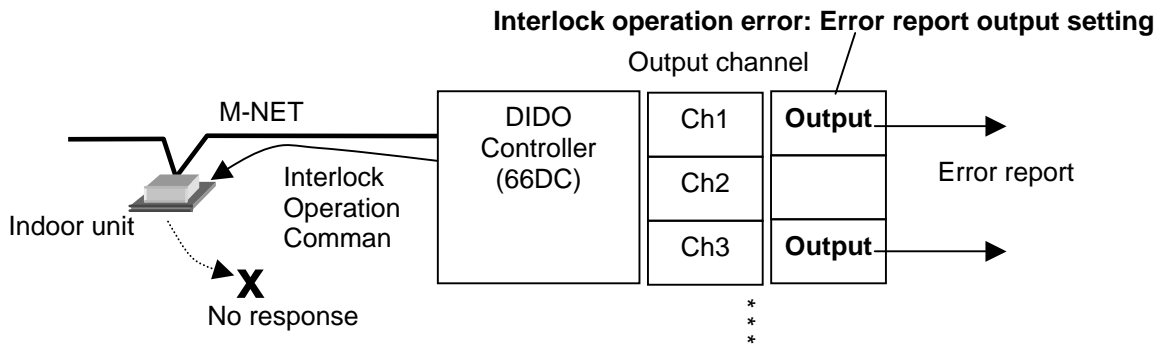 Interlock operation error: Error report output setting
Output channel
M-NET
DIDO
Controller
(66DC)
Ch1
Output
Ch2
Error report
Interlock
Operation
Comman
Indoor unit
Ch3
Output
X
No response
*
*
*